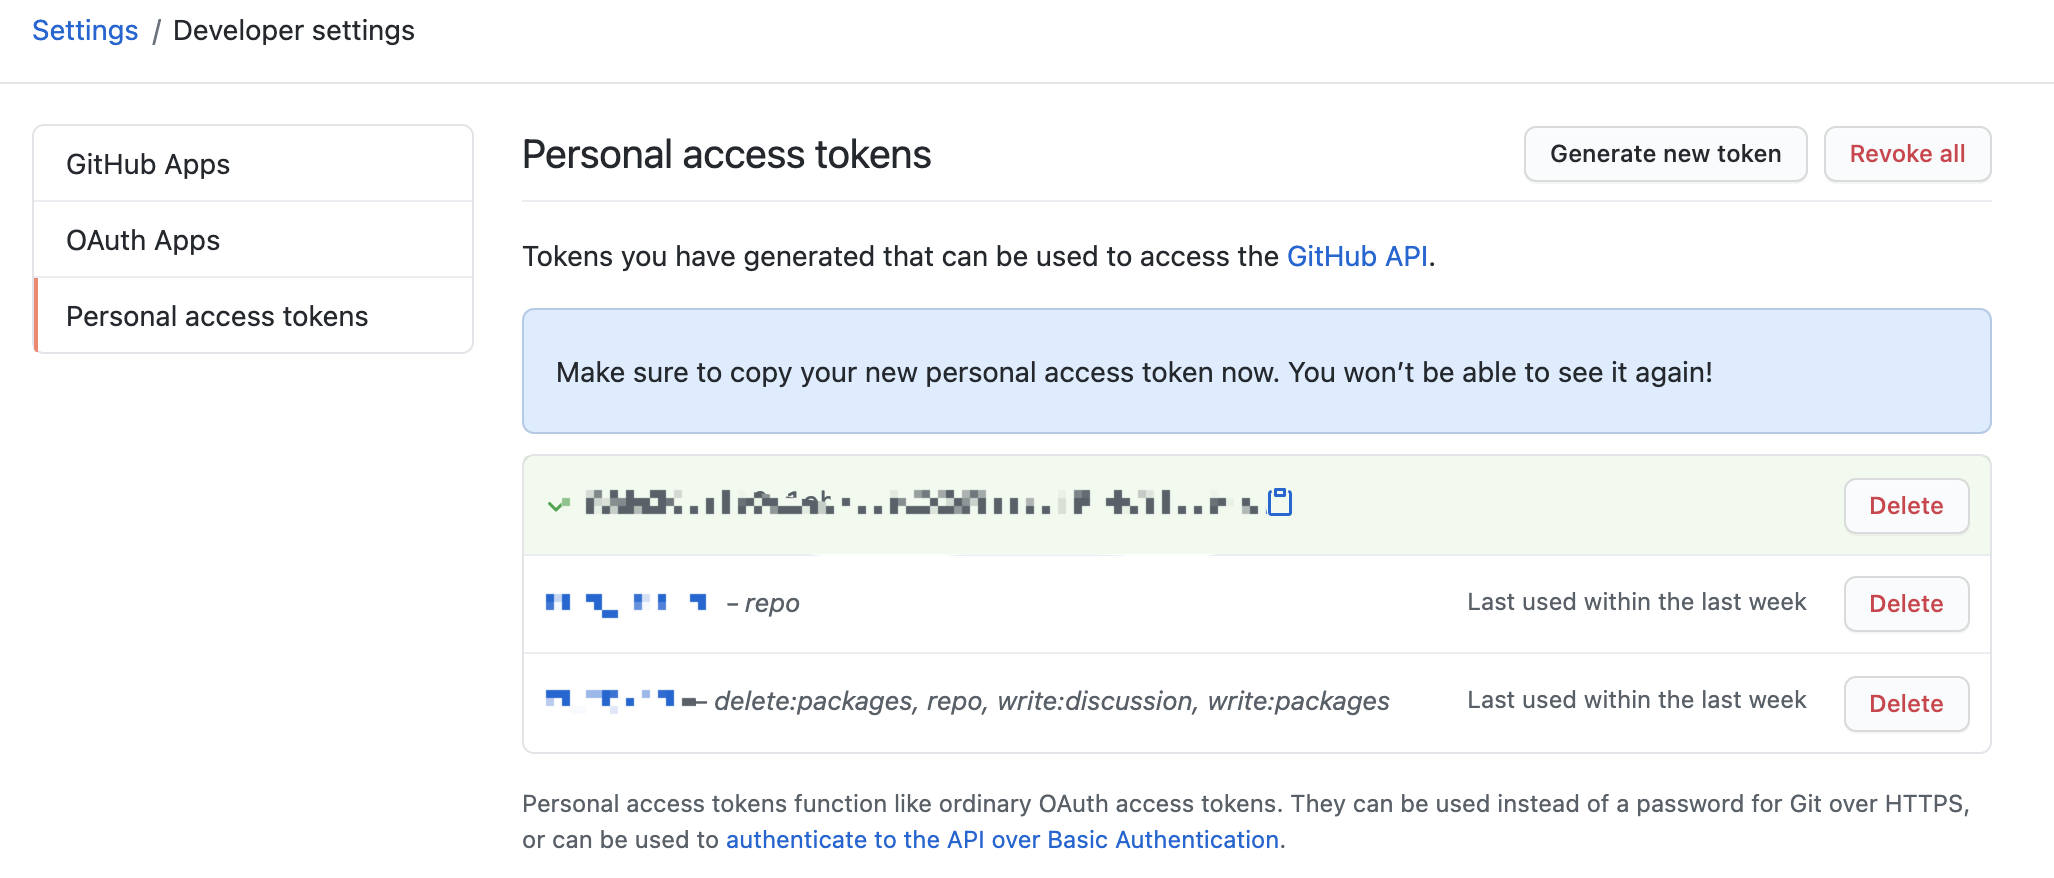 Settings / Developer settings
GitHub Apps
OAuth Apps
Personal access tokens
Personal access tokens
Generate new token
Revoke all
Tokens you have generated that can be used to access the GitHub API.
Make sure to copy your new personal access token now. You won’t be able to see it again!
Delete
– repo
Last used within the last week
Delete
– delete:packages, repo, write:discussion, write:packages
Last used within the last week
Delete
Personal access tokens function like ordinary OAuth access tokens. They can be used instead of a password for Git over HTTPS,
or can be used to authenticate to the API over Basic Authentication.